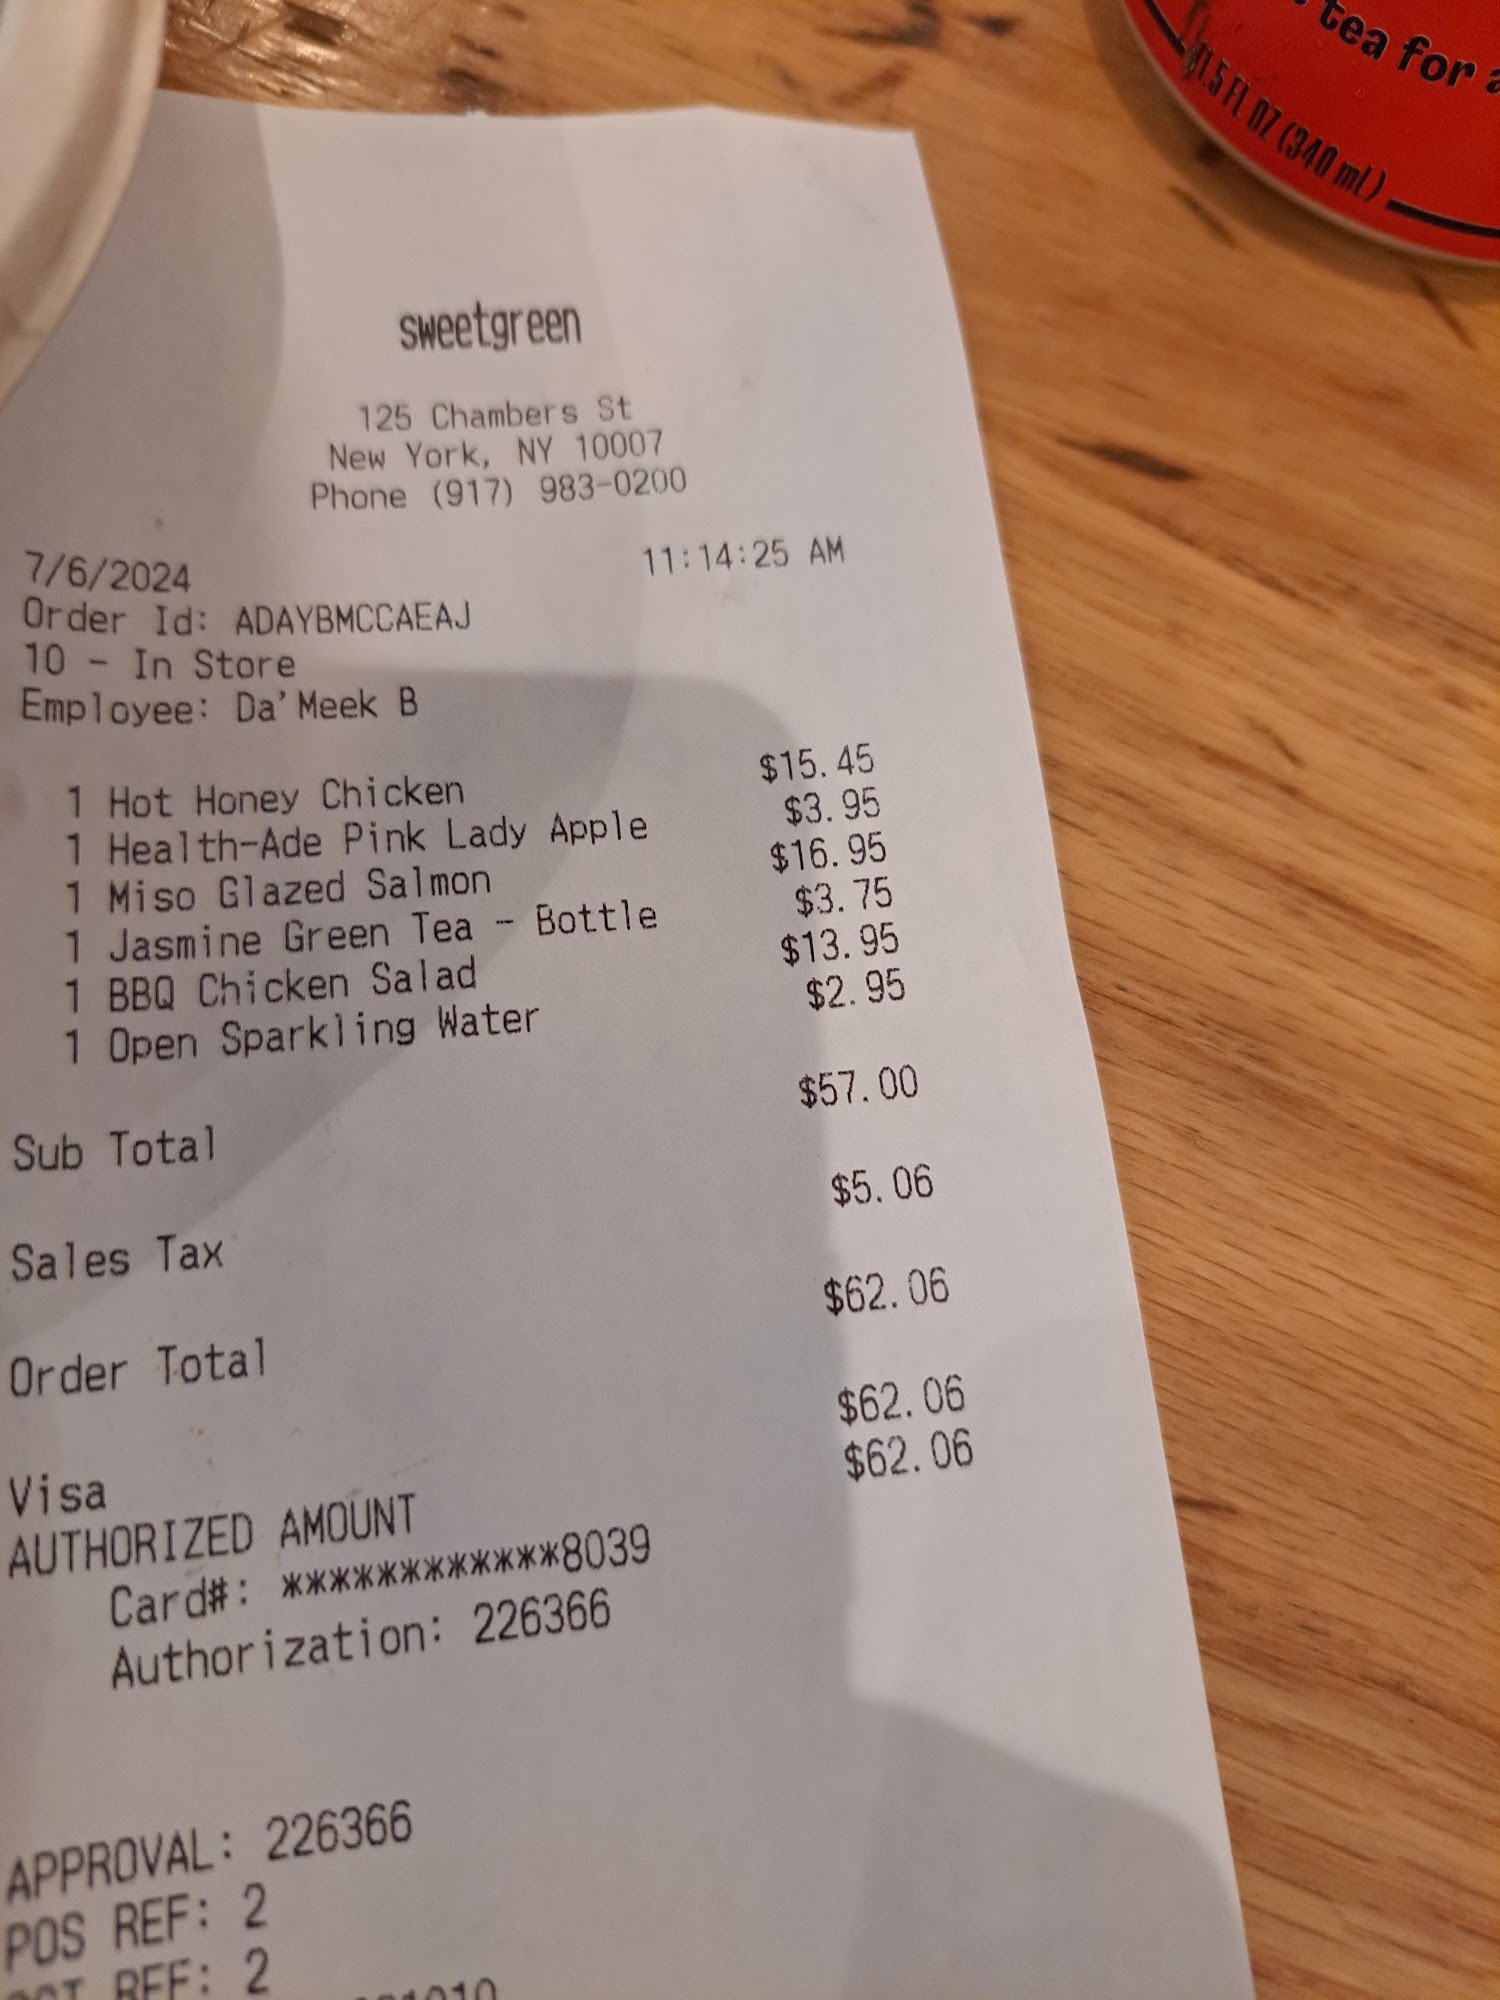 tea for
11.5 FL OZ (340 mL)
sweetgreen
125 Chambers St
New York, NY 10007
Phone (917) 983-0200
7/6/2024 11:14:25 AM
Order Id: ADAYBMCCAEAJ
10 - In Store
Employee: Da'Meek B
1 Hot Honey Chicken $15.45
1 Health-Ade Pink Lady Apple $3.95
1 Miso Glazed Salmon $16.95
1 Jasmine Green Tea - Bottle $3.75
1 BBQ Chicken Salad $13.95
1 Open Sparkling Water $2.95
Sub Total $57.00
Sales Tax $5.06
Order Total $62.06
Visa $62.06
AUTHORIZED AMOUNT $62.06
Card#: ************8039
Authorization: 226366
APPROVAL: 226366
POS REF: 2
REF: 2